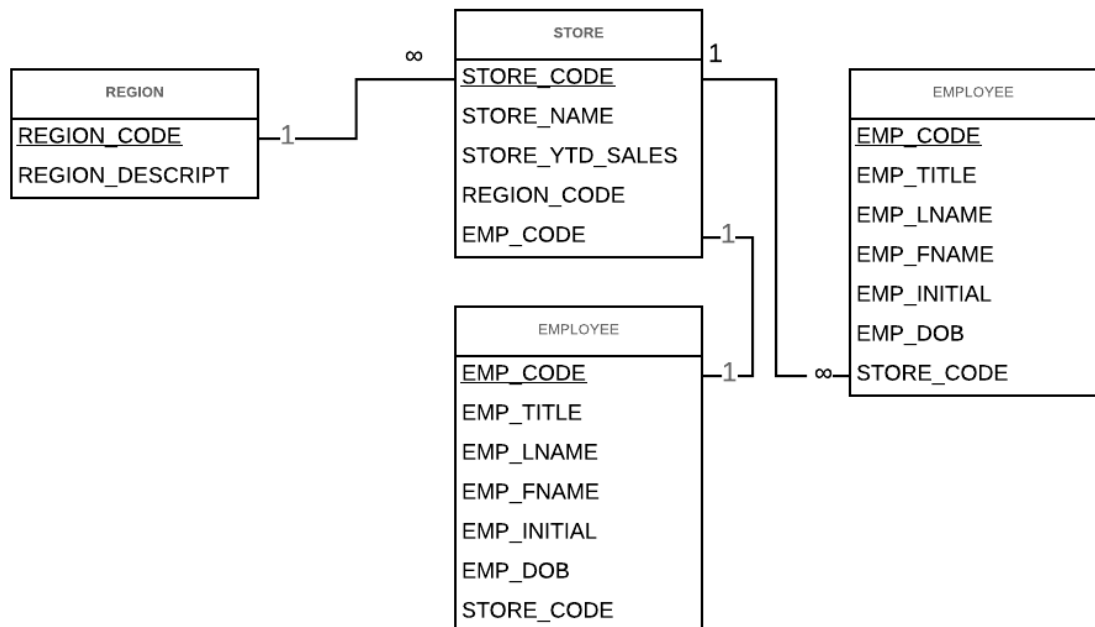 REGION
REGION_CODE
REGION_DESCRIPT
1
∞
STORE
STORE_CODE
STORE_NAME
STORE_YTD_SALES
REGION_CODE
EMP_CODE
1
1
EMPLOYEE
EMP_CODE
EMP_TITLE
EMP_LNAME
EMP_FNAME
EMP_INITIAL
EMP_DOB
STORE_CODE
1
∞
EMPLOYEE
EMP_CODE
EMP_TITLE
EMP_LNAME
EMP_FNAME
EMP_INITIAL
EMP_DOB
STORE_CODE